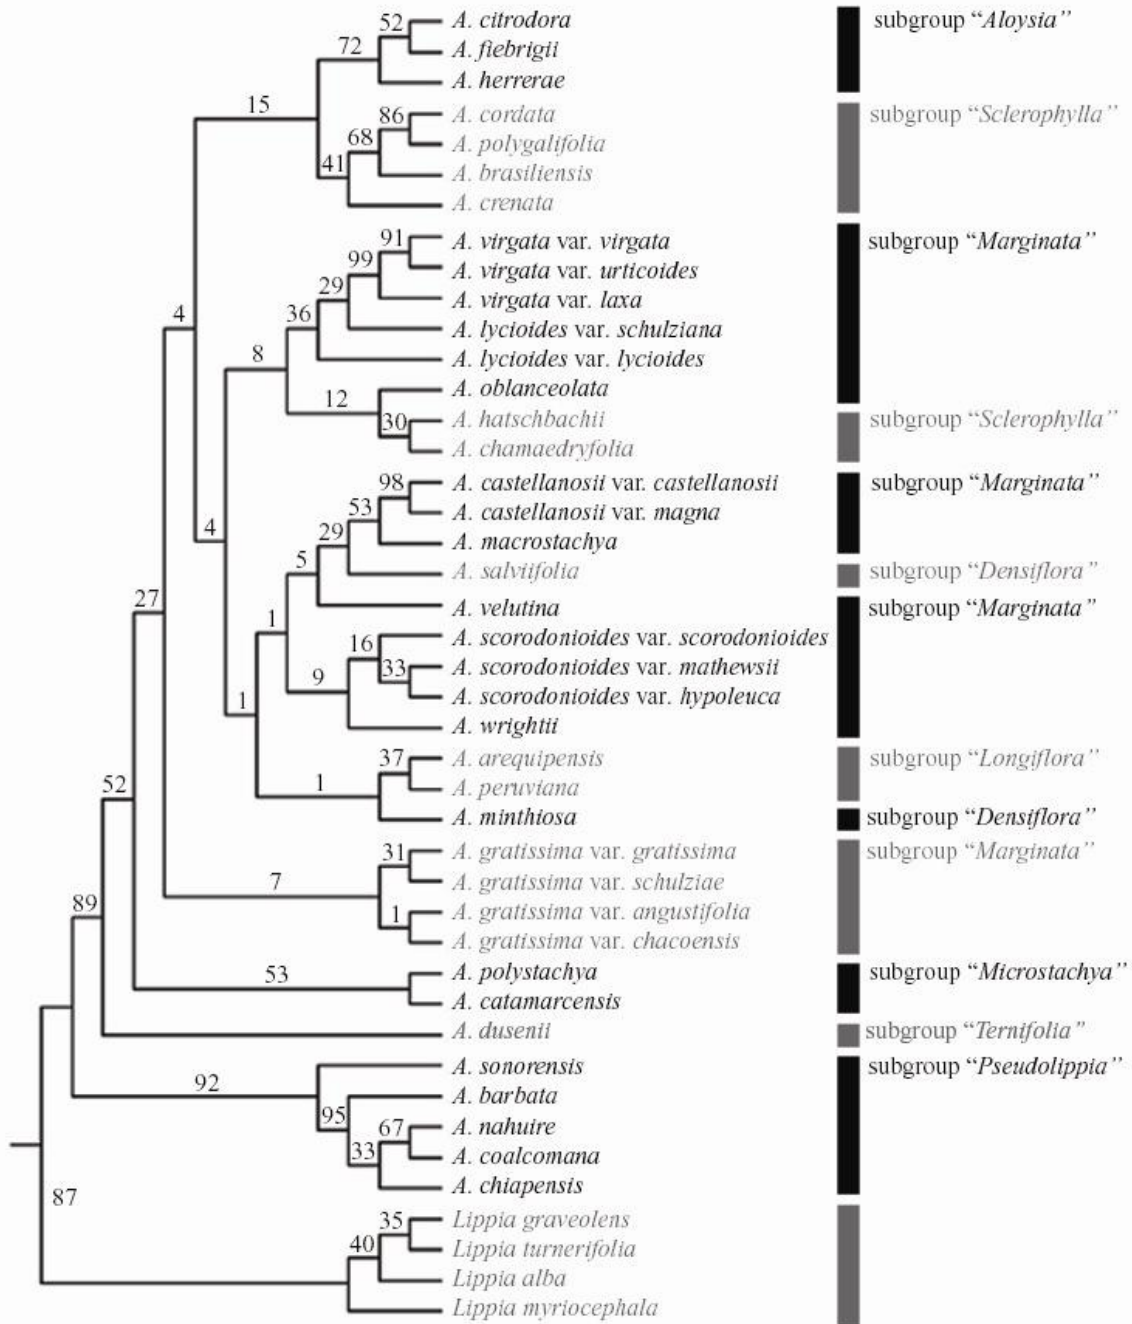 52 A. citrodora subgroup “Aloysia”
72 A. fiebrigii
A. herrerae
15
86 A. cordata subgroup “Sclerophylla”
68 A. polygalifolia
41 A. brasiliensis
A. crenata
91 A. virgata var. virgata subgroup “Marginata”
99 A. virgata var. urticoides
29 A. virgata var. laxa
4 36 A. lycioides var. schulziana
8 A. lycioides var. lycioides
12 A. oblanceolata
30 A. hatschbachii subgroup “Sclerophylla”
A. chamaedryfolia
98 A. castellanosii var. castellanosii subgroup “Marginata”
53 A. castellanosii var. magna
4 29 A. macrostachya
5 A. salviifolia subgroup “Densiflora”
27 A. velutina subgroup “Marginata”
1 16 A. scorodonioides var. scorodonioides
33 A. scorodonioides var. mathewsii
1 9 A. scorodonioides var. hypoleuca
A. wrightii
37 A. arequipensis subgroup “Longiflora”
52 1 A. peruviana
A. minthiosa subgroup “Densiflora”
31 A. gratissima var. gratissima subgroup “Marginata”
7 A. gratissima var. schulziae
89 1 A. gratissima var. angustifolia
A. gratissima var. chacoensis
53 A. polystachya subgroup “Microstachya”
A. catamarcensis
A. dusenii subgroup “Ternifolia”
A. sonorensis subgroup “Pseudolippia”
92 A. barbata
95 67 A. nahuire
33 A. coalcomana
A. chiapensis
87
35 Lippia graveolens
40 Lippia turnerifolia
Lippia alba
Lippia myriocephala